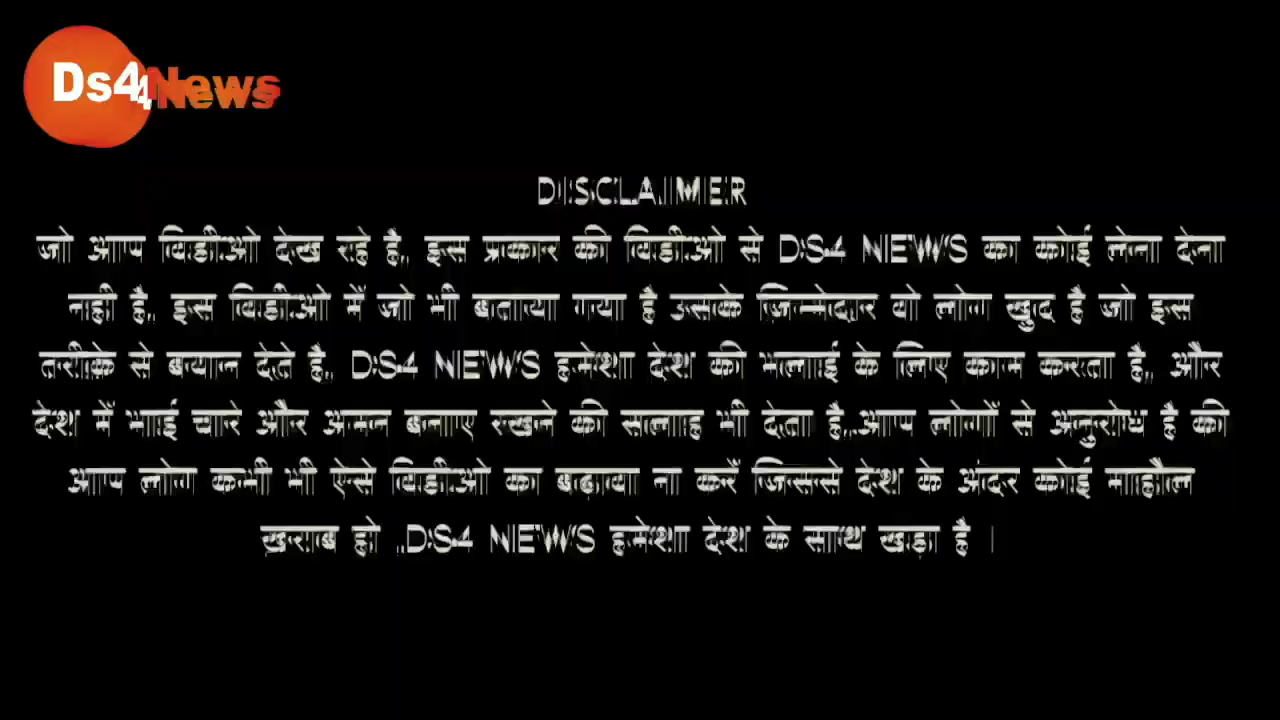 Ds4News
DISCLAIMER
जो आप विडीओ देख रहे है, इस प्रकार की विडीओ से DS4 NEWS का कोई लेना देना
नही है, इस विडीओ में जो भी बताया गया है उसके जिम्मेदार वो लोग खुद है जो इस
तरीके से बयान देते है, DS4 NEWS हमेशा देश की भलाई के लिए काम करता है, और
देश में भाई चारे और अमन बनाए रखने की सलाह भी देता है,आप लोगों से अनुरोध है की
आप लोग कभी भी ऐसे विडीओ का बढ़ावा ना करें जिससे देश के अंदर कोई माहौल
ख़राब हो ,DS4 NEWS हमेशा देश के साथ खड़ा है ।